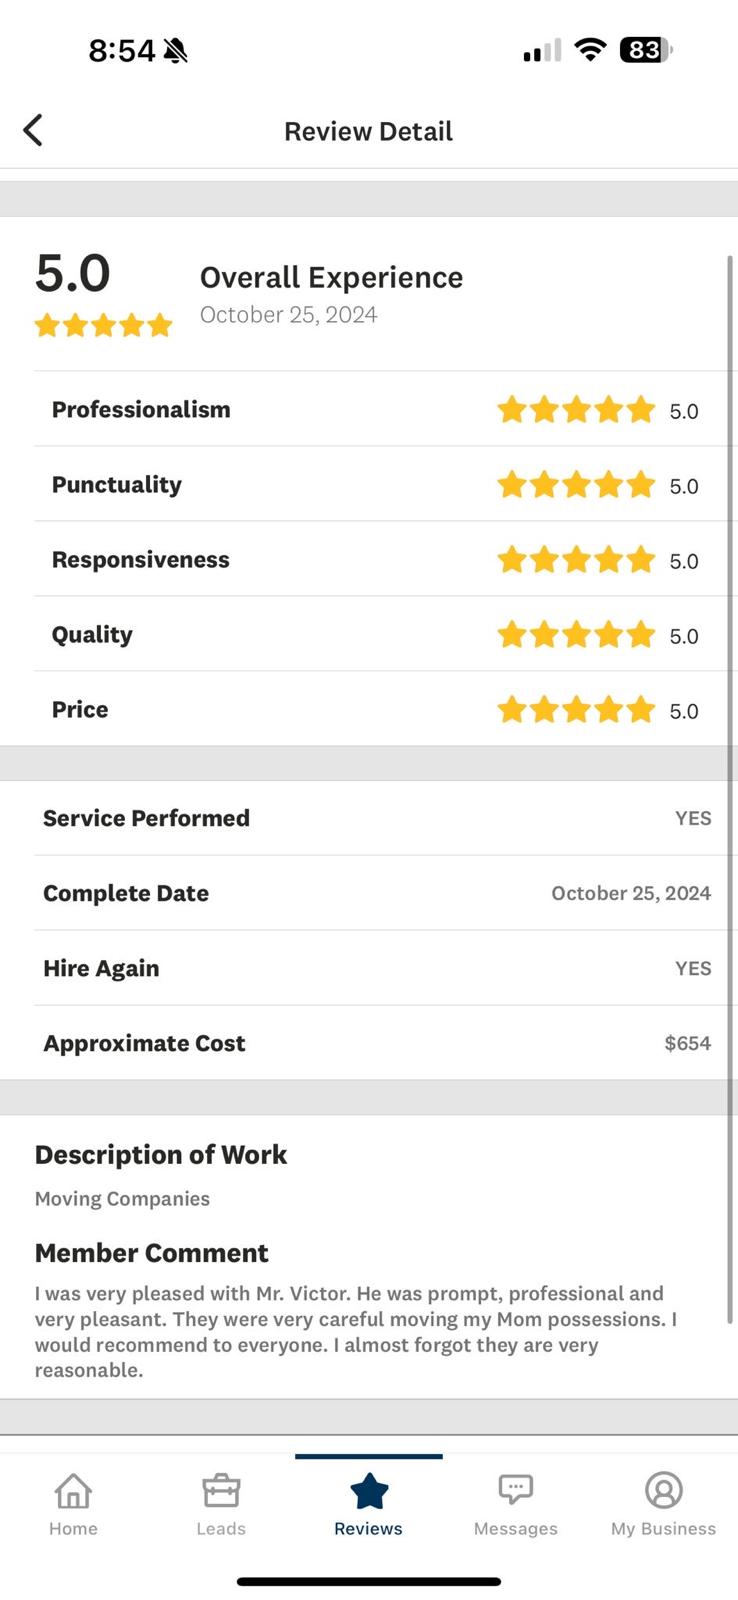 8:54
83
Review Detail
5.0
Overall Experience
October 25, 2024
Professionalism 5.0
Punctuality 5.0
Responsiveness 5.0
Quality 5.0
Price 5.0
Service Performed YES
Complete Date October 25, 2024
Hire Again YES
Approximate Cost $654
Description of Work
Moving Companies
Member Comment
I was very pleased with Mr. Victor. He was prompt, professional and
very pleasant. They were very careful moving my Mom possessions. I
would recommend to everyone. I almost forgot they are very
reasonable.
Home Leads Reviews Messages My Business